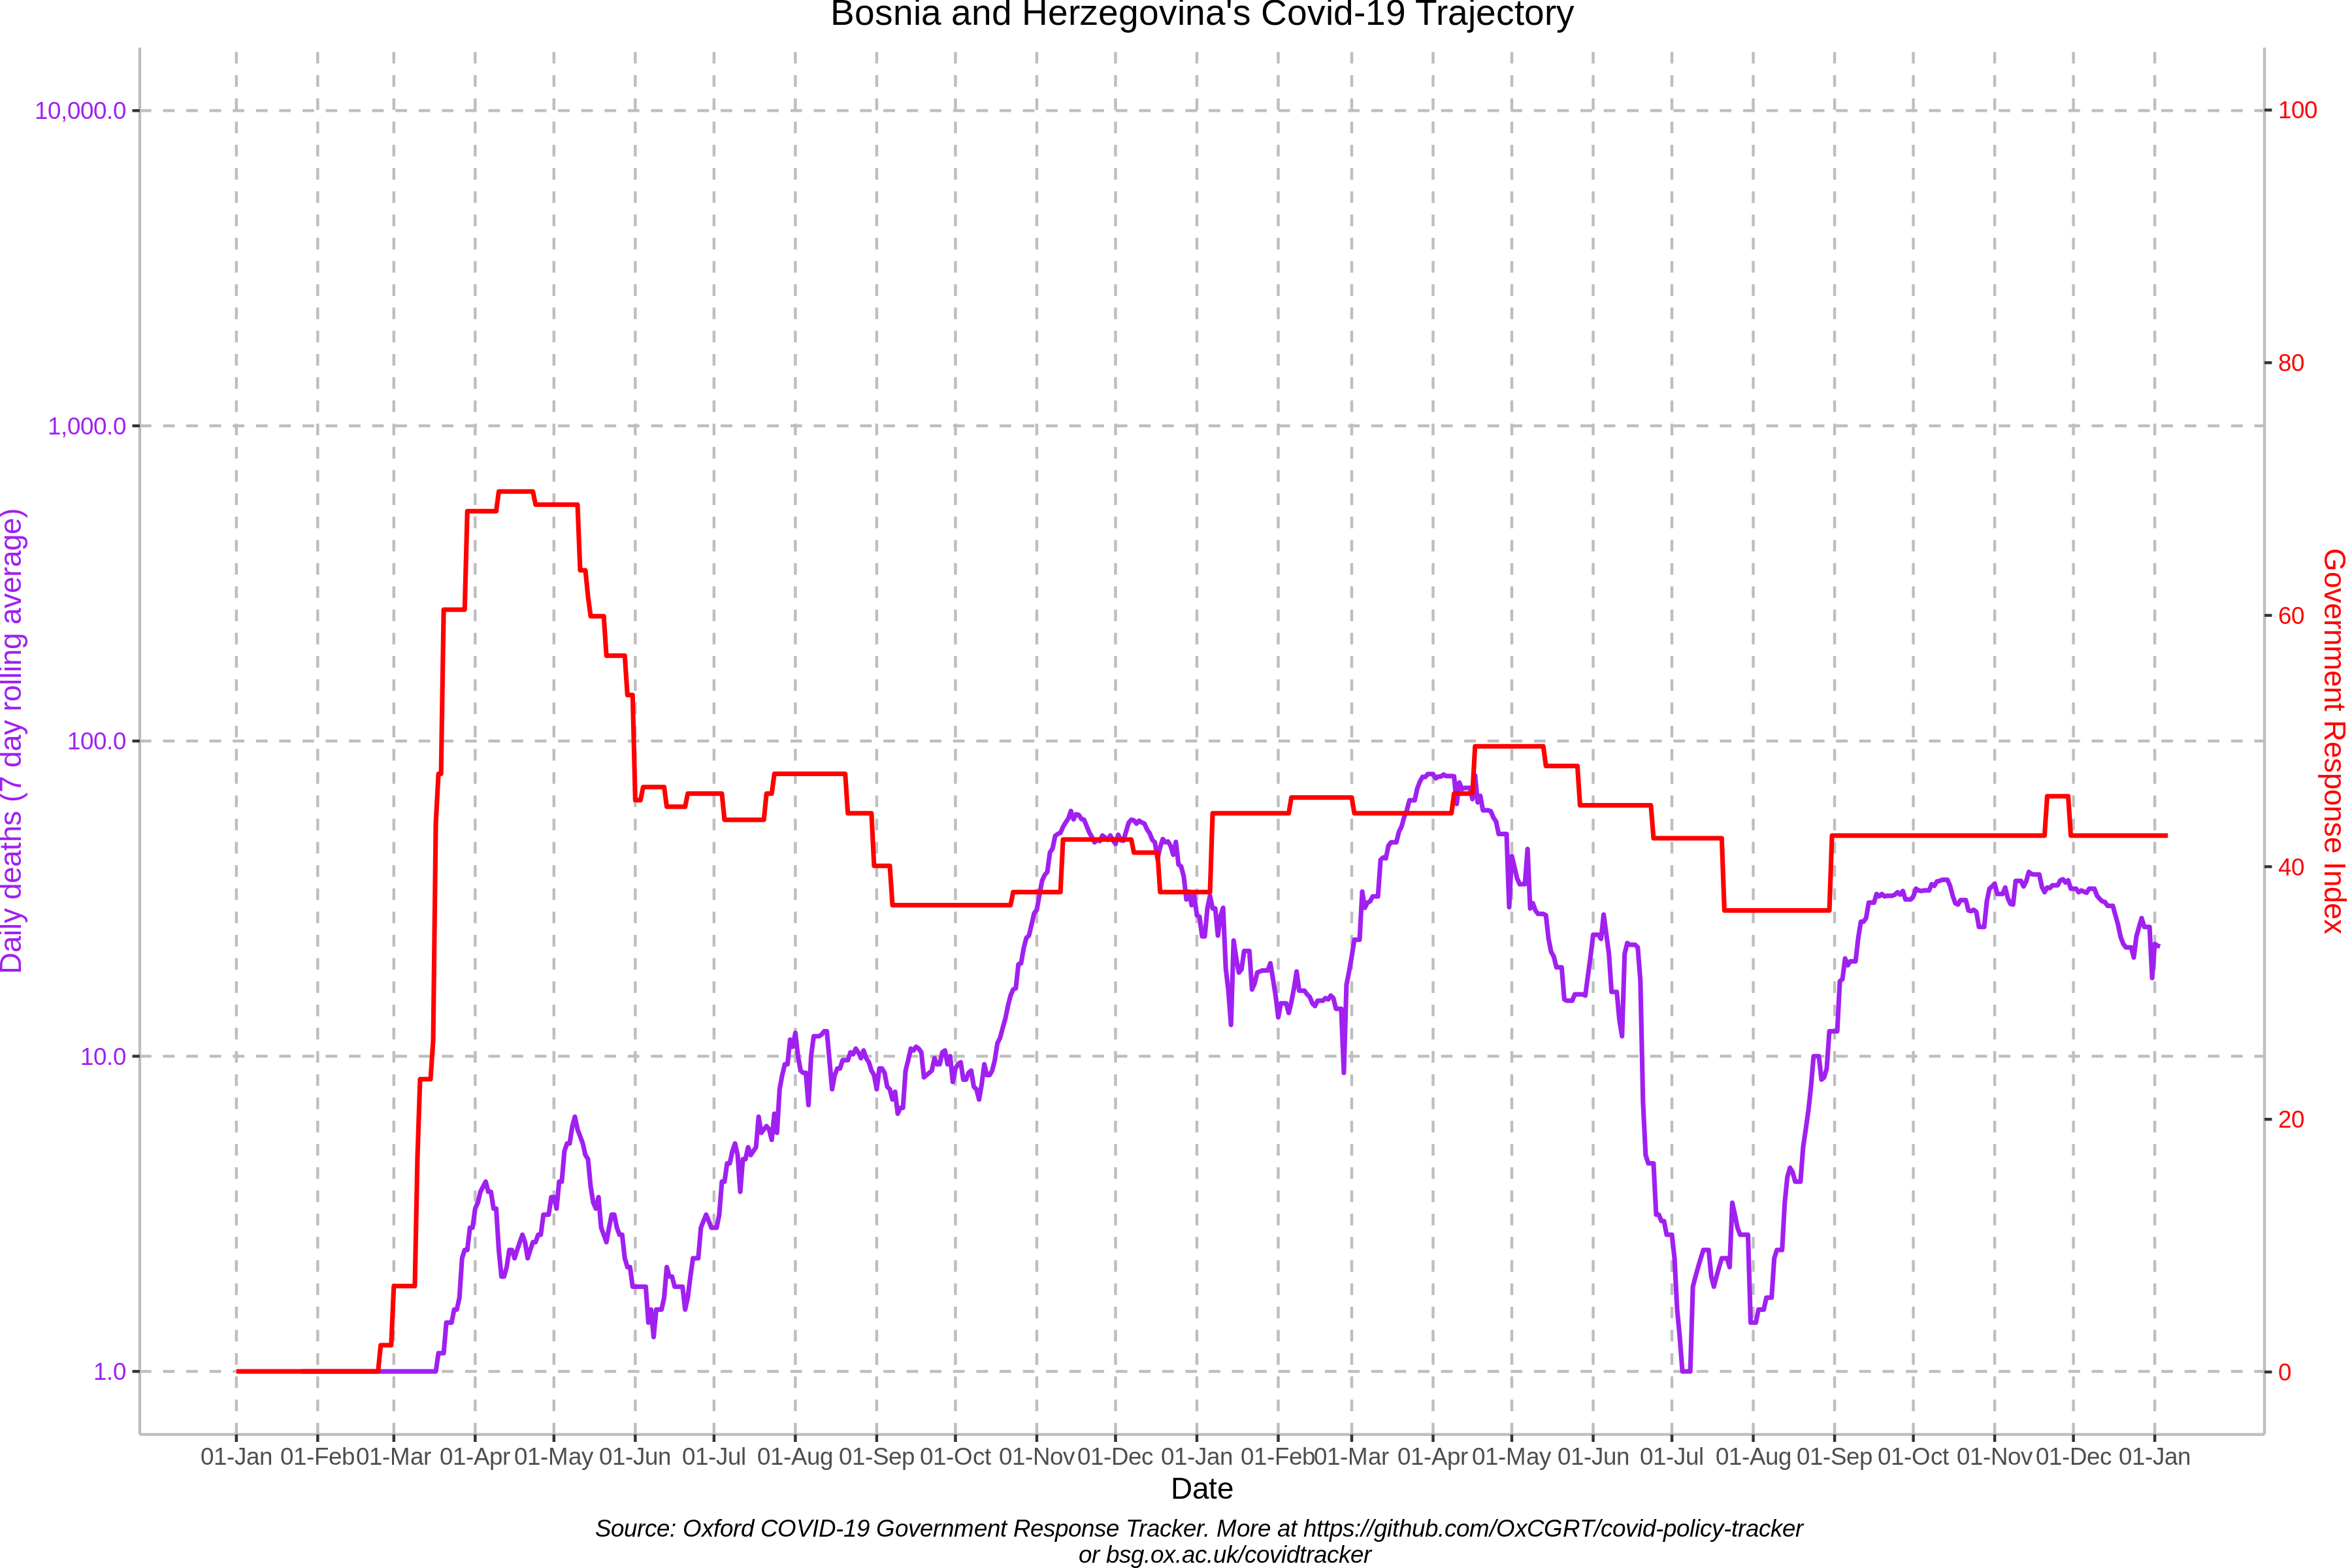 Bosnia and Herzegovina's Covid-19 Trajectory
10,000.0
1,000.0
100.0
10.0
1.0
Daily deaths (7 day rolling average)
100
80
60
40
20
0
Government Response Index
01-Jan 01-Feb 01-Mar 01-Apr 01-May 01-Jun 01-Jul 01-Aug 01-Sep 01-Oct 01-Nov 01-Dec 01-Jan 01-Feb 01-Mar 01-Apr 01-May 01-Jun 01-Jul 01-Aug 01-Sep 01-Oct 01-Nov 01-Dec 01-Jan
Date
Source: Oxford COVID-19 Government Response Tracker. More at https://github.com/OxCGRT/covid-policy-tracker
or bsg.ox.ac.uk/covidtracker